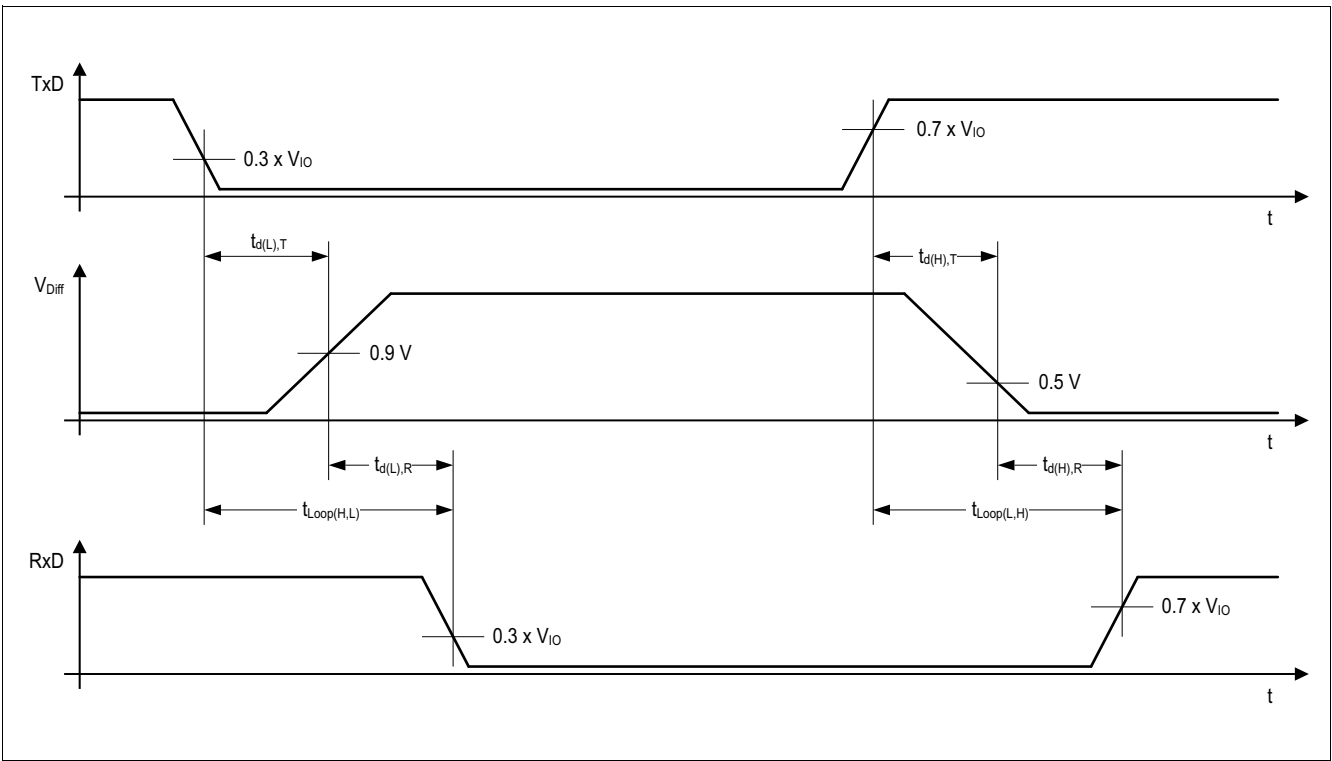 TxD
0.7 x VIO
0.3 x VIO
t
td(L),T
td(H),T
VDiff
0.9 V
0.5 V
t
td(L),R
td(H),R
tLoop(H,L)
tLoop(L,H)
RxD
0.7 x VIO
0.3 x VIO
t